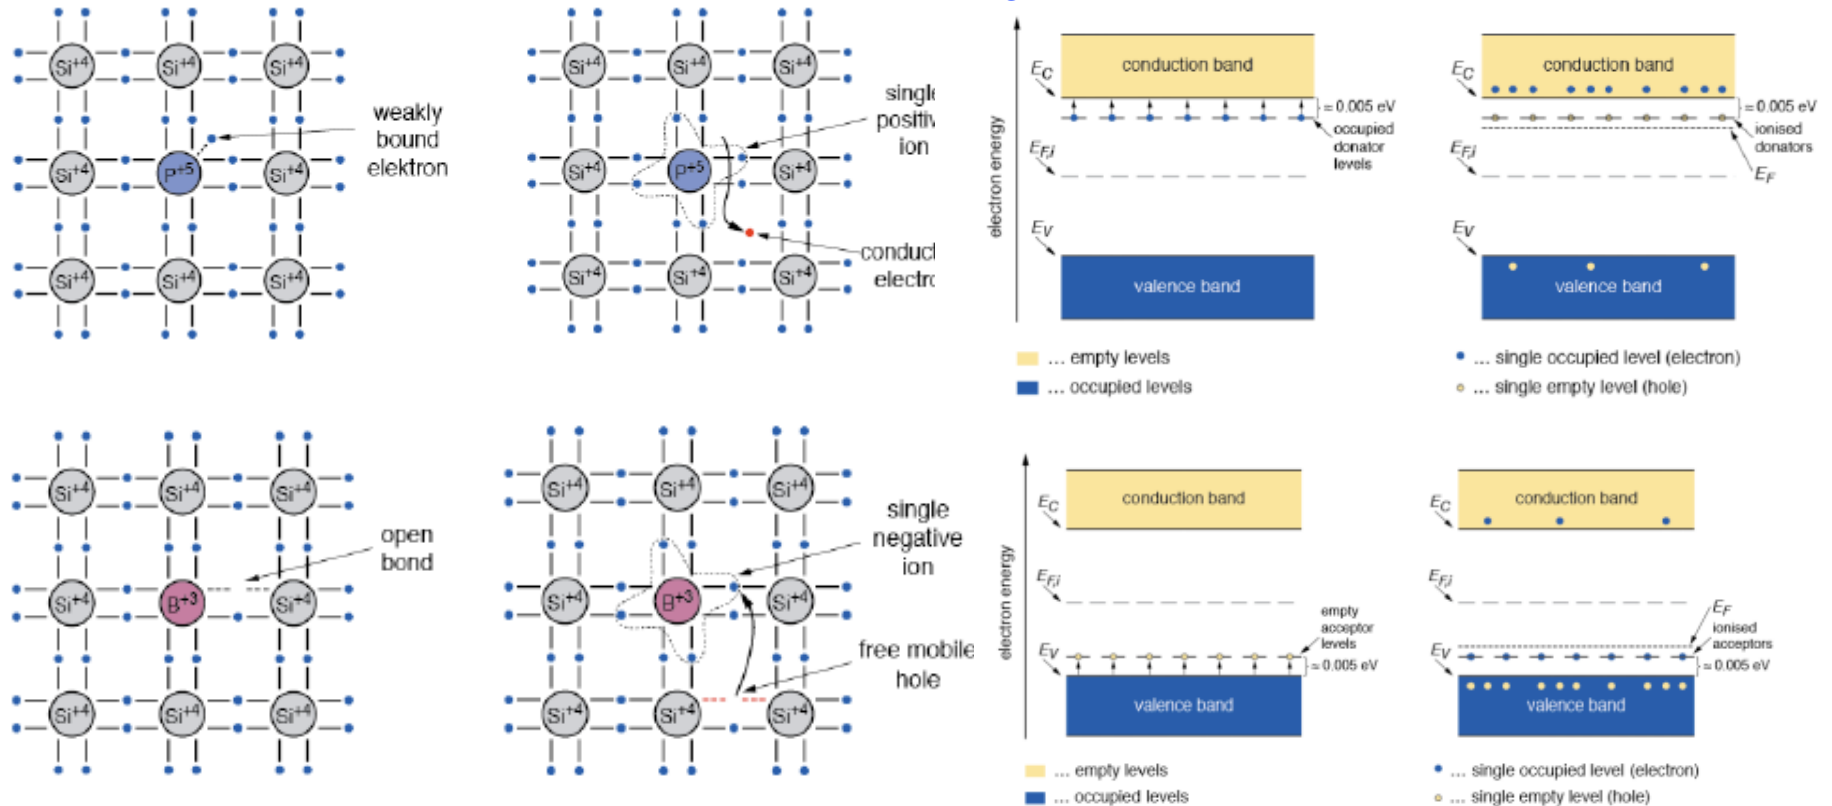 Si+4 Si+4 Si+4
weakly
bound
elektron
Si+4 P+5 Si+4
Si+4 Si+4 Si+4
Si+4 Si+4 Si+4
singl
positiv
ion
Si+4 P+5 Si+4
conduct
electro
Si+4 Si+4 Si+4
electron energy
EC
conduction band
≈ 0.005 eV
occupied
donator
levels
EF,i
EV
valence band
... empty levels
... occupied levels
EC
conduction band
≈ 0.005 eV
ionised
donators
EF,i
EF
EV
valence band
... single occupied level (electron)
... single empty level (hole)
Si+4 Si+4 Si+4
open
bond
Si+4 B+3 Si+4
Si+4 Si+4 Si+4
Si+4 Si+4 Si+4
single
negative
ion
Si+4 B+3 Si+4
free mobile
hole
Si+4 Si+4 Si+4
electron energy
EC
conduction band
EF,i
empty
acceptor
levels
EV
≈ 0.005 eV
valence band
... empty levels
... occupied levels
EC
conduction band
EF,i
EF
ionised
acceptors
EV
≈ 0.005 eV
valence band
... single occupied level (electron)
... single empty level (hole)